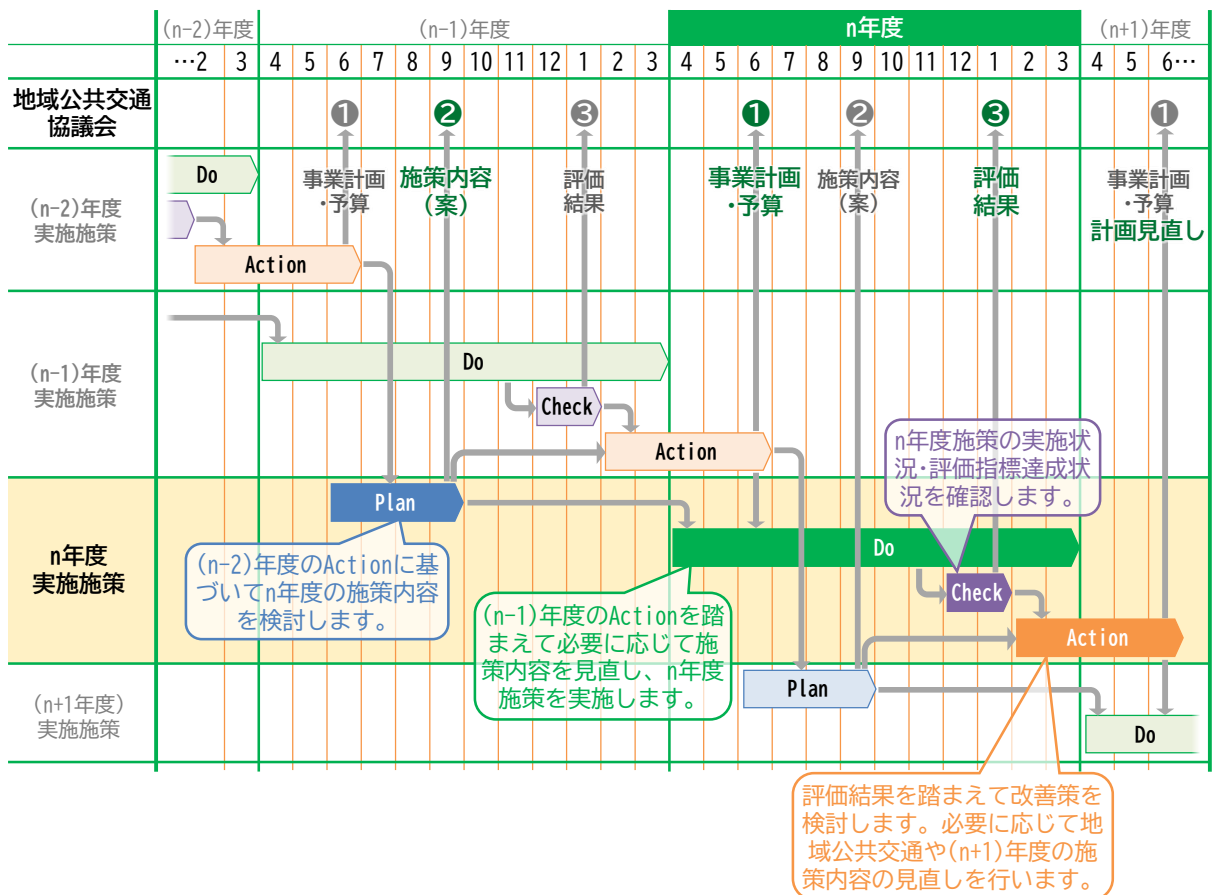 (n-2)年度
(n-1)年度
n年度
(n+1)年度
…2 3 4 5 6 7 8 9 10 11 12 1 2 3 4 5 6 7 8 9 10 11 12 1 2 3 4 5 6…
地域公共交通
協議会
❶ ❷ ❸ ❶ ❷ ❸ ❶
事業計画
・予算
施策内容
(案)
評価
結果
事業計画
・予算
施策内容
(案)
評価
結果
事業計画
・予算
計画見直し
(n-2)年度
実施施策
Do
Action
(n-1)年度
実施施策
Do
Check
Action
n年度
実施施策
Plan
(n-2)年度のActionに基
づいてn年度の施策内容
を検討します。
Do
(n-1)年度のActionを踏
まえて必要に応じて施
策内容を見直し、n年度
施策を実施します。
n年度施策の実施状
況・評価指標達成状
況を確認します。
Check
Action
(n+1年度)
実施施策
Plan
Do
評価結果を踏まえて改善策を
検討します。必要に応じて地
域公共交通や(n+1)年度の施
策内容の見直しを行います。